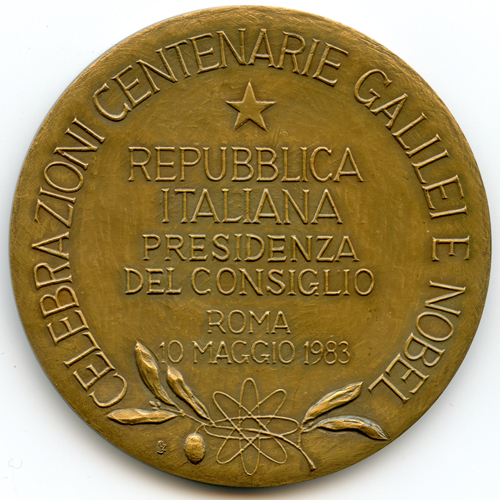 CELEBRAZIONI CENTENARIE GALILEI E NOBEL
REPUBBLICA
ITALIANA
PRESIDENZA
DEL CONSIGLIO
ROMA
10 MAGGIO 1983